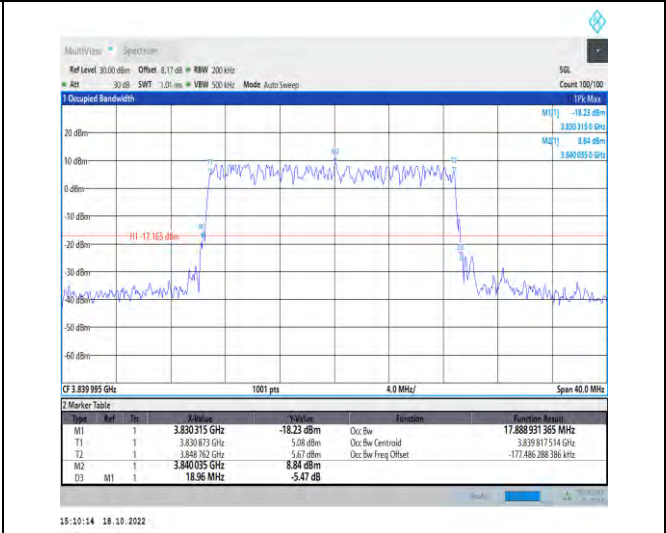 MultiView Spectrum
Ref Level 30.00 dBm Offset 8.17 dB RBW 200 kHz SGL
Att 30 dB SWT 1.01 ms VBW 500 kHz Mode Auto Sweep Count 100/100
1 Occupied Bandwidth 1Pk Max
M1[1] -18.23 dBm
3.830 315 0 GHz
M2[1] 8.84 dBm
3.840 035 0 GHz
20 dBm
M2
T1
T2
10 dBm
0 dBm
-10 dBm
M1
H1 -17.165 dBm
-20 dBm
D3
-30 dBm
-40 dBm
-50 dBm
-60 dBm
CF 3.839 995 GHz 1001 pts 4.0 MHz/ Span 40.0 MHz
2 Marker Table
Type Ref Trc X-Value Y-Value Function Function Result
M1 1 3.830 315 GHz -18.23 dBm Occ Bw 17.888 931 365 MHz
T1 1 3.830 873 GHz 5.08 dBm Occ Bw Centroid 3.839 817 514 GHz
T2 1 3.848 762 GHz 5.67 dBm Occ Bw Freq Offset -177.486 288 386 kHz
M2 1 3.840 035 GHz 8.84 dBm
D3 M1 1 18.96 MHz -5.47 dB
Ready
15:10:14 18.10.2022